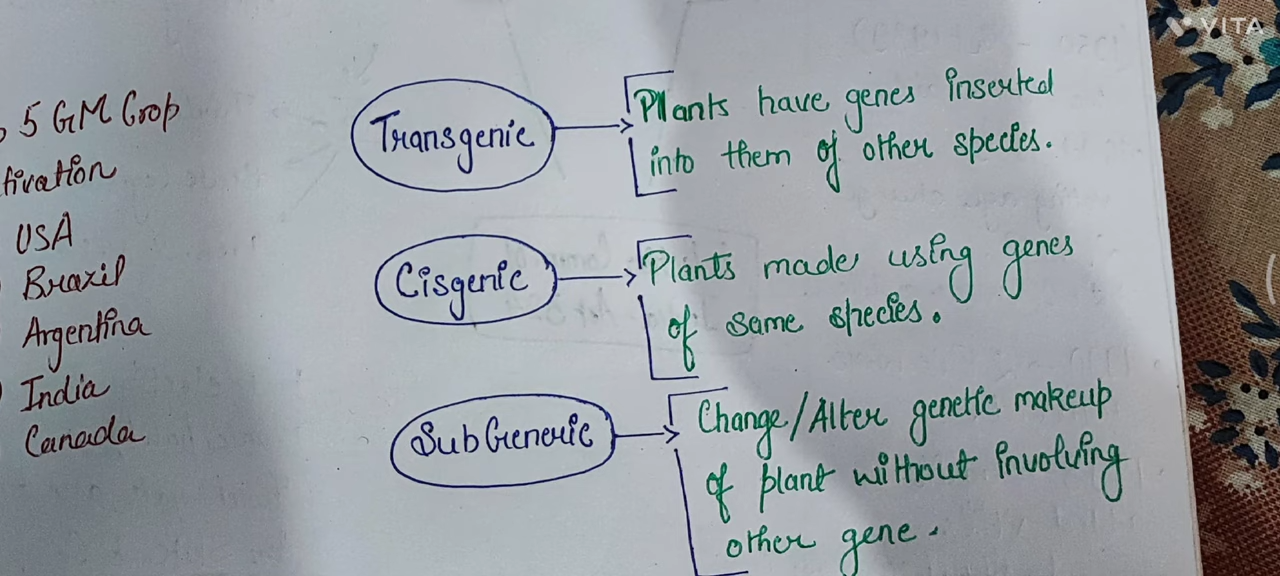 5 GM Crop
tivation
USA
Brazil
Argentina
India
Canada
Transgenic
Plants have genes inserted
into them of other species.
Cisgenic
Plants made using genes
of same species.
SubGeneric
Change/Alter genetic makeup
of plant without involving
other gene.
VITA